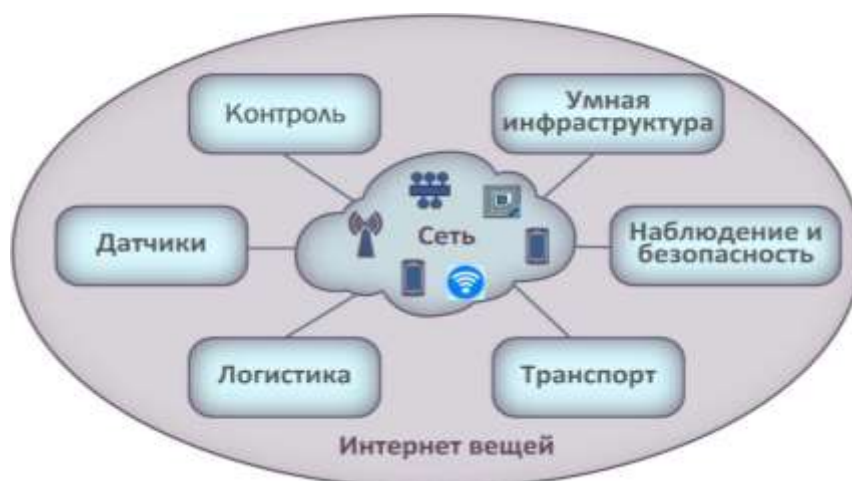 Контроль
Умная
инфраструктура
Датчики
Сеть
Наблюдение и
безопасность
Логистика
Транспорт
Интернет вещей